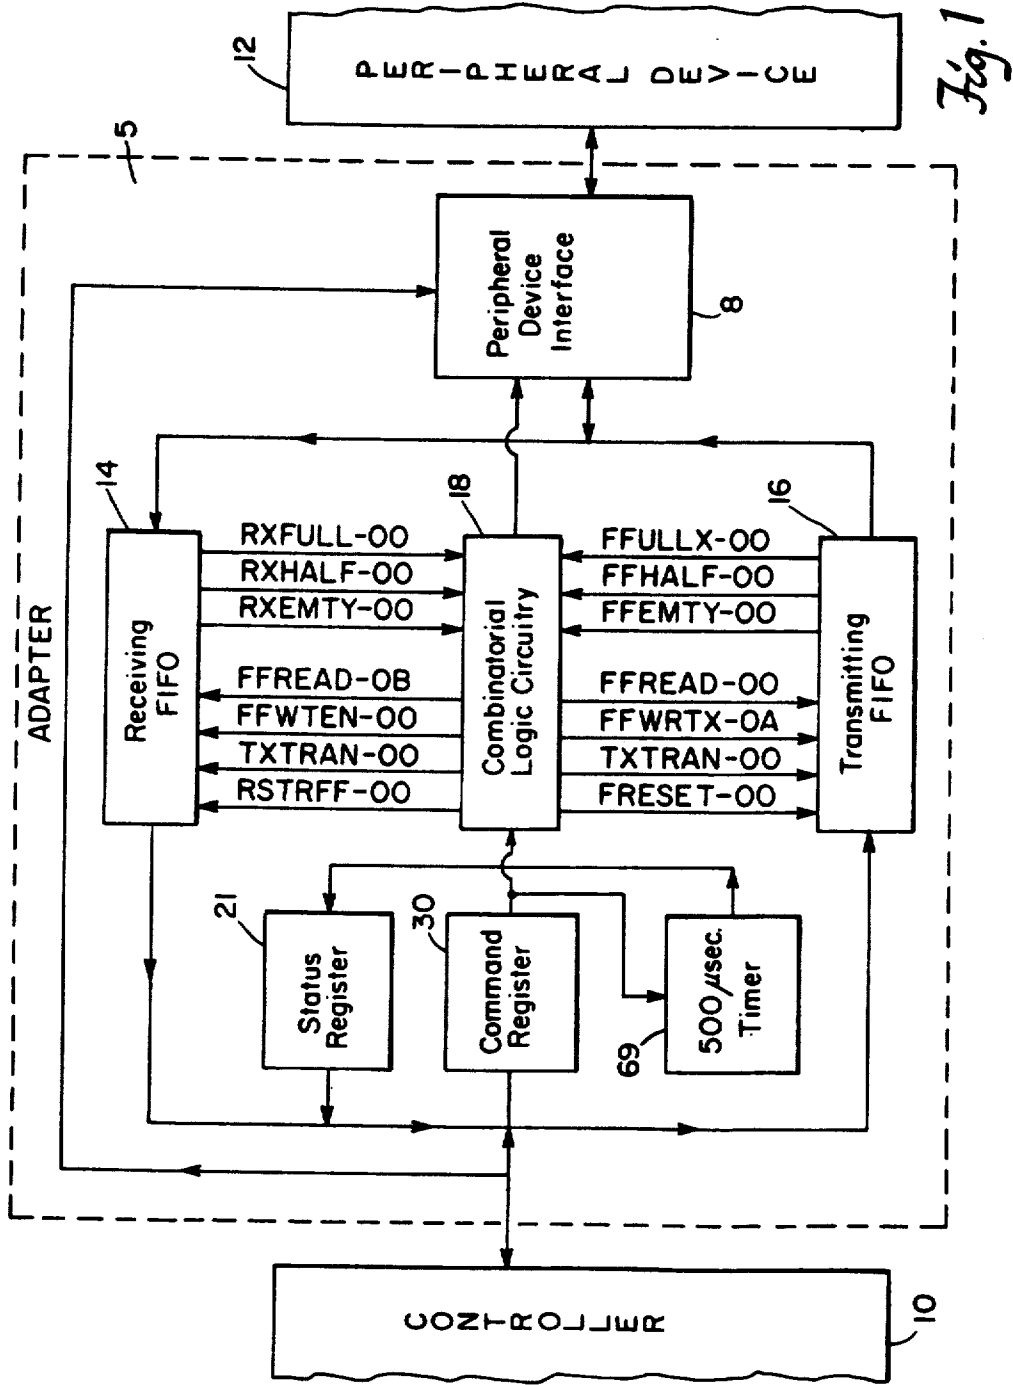 ADAPTER
5
CONTROLLER
10
Receiving
FIFO
14
Status
Register
21
Command
Register
30
500μsec.
Timer
69
RSTRFF-00
TXTRAN-00
FFWTEN-00
FFREAD-0B
RXEMTY-00
RXHALF-00
RXFULL-00
Combinatorial
Logic Circuitry
18
FRESET-00
TXTRAN-00
FFWRTX-0A
FFREAD-00
FFEMTY-00
FFHALF-00
FFULLX-00
Transmitting
FIFO
16
Peripheral
Device
Interface
8
PERIPHERAL DEVICE
12
Fig. 1